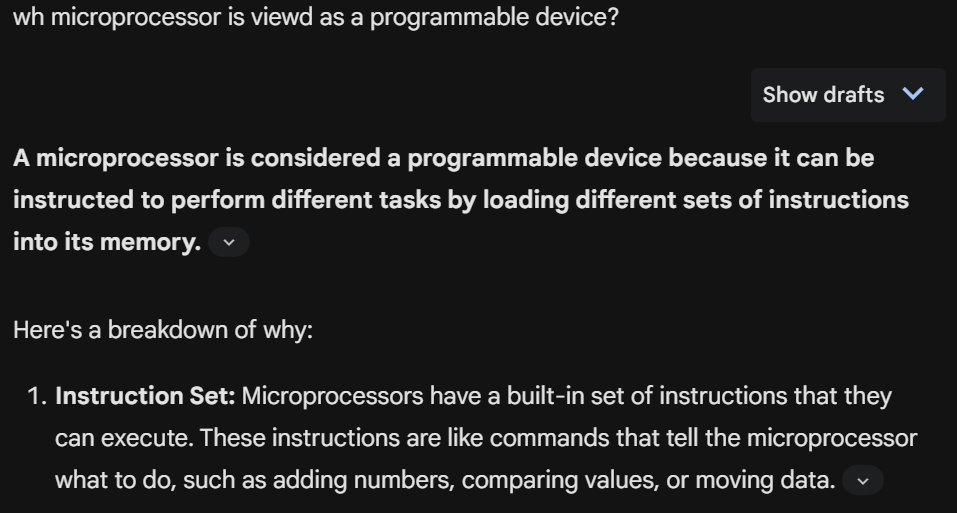 wh microprocessor is viewd as a programmable device?
Show drafts
A microprocessor is considered a programmable device because it can be
instructed to perform different tasks by loading different sets of instructions
into its memory.
Here's a breakdown of why:
1. Instruction Set: Microprocessors have a built-in set of instructions that they
can execute. These instructions are like commands that tell the microprocessor
what to do, such as adding numbers, comparing values, or moving data.